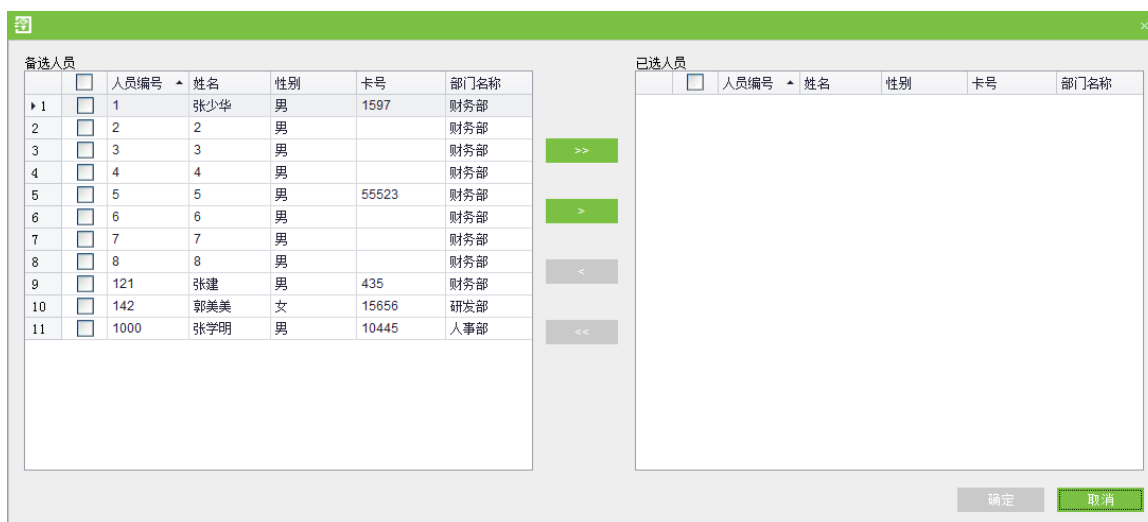 备选人员
人员编号 姓名 性别 卡号 部门名称
1 1 张少华 男 1597 财务部
2 2 2 男 财务部
3 3 3 男 财务部
4 4 4 男 财务部
5 5 5 男 55523 财务部
6 6 6 男 财务部
7 7 7 男 财务部
8 8 8 男 财务部
9 121 张建 男 435 财务部
10 142 郭美美 女 15656 研发部
11 1000 张学明 男 10445 人事部
>>
>
<
<<
已选人员
人员编号 姓名 性别 卡号 部门名称
确定 取消